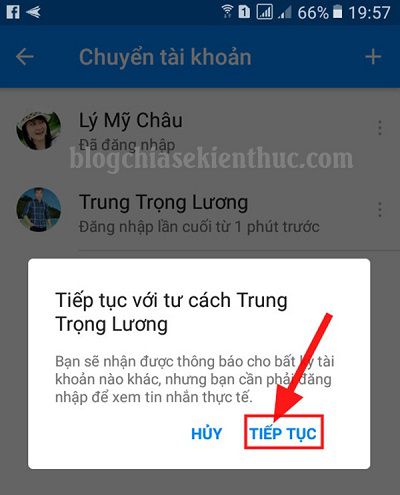 66% 19:57
Chuyển tài khoản
Lý Mỹ Châu
Đã đăng nhập
blogchiasekienthuc.com
Trung Trọng Lương
Đăng nhập lần cuối từ 1 phút trước
Tiếp tục với tư cách Trung
Trọng Lương
Bạn sẽ nhận được thông báo cho bất kỳ tài
khoản nào khác, nhưng bạn cần phải đăng
nhập để xem tin nhắn thực tế.
HỦY TIẾP TỤC